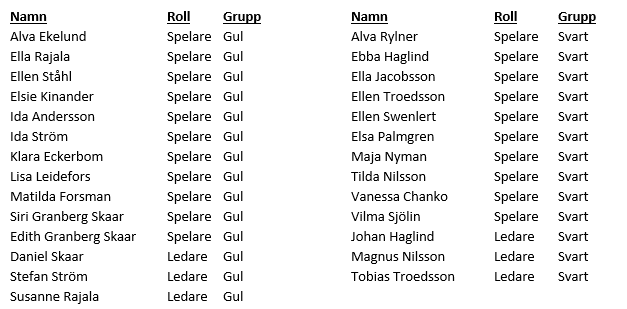 Namn Roll Grupp Namn Roll Grupp
Alva Ekelund Spelare Gul Alva Rylner Spelare Svart
Ella Rajala Spelare Gul Ebba Haglind Spelare Svart
Ellen Ståhl Spelare Gul Ella Jacobsson Spelare Svart
Elsie Kinander Spelare Gul Ellen Troedsson Spelare Svart
Ida Andersson Spelare Gul Ellen Swenlert Spelare Svart
Ida Ström Spelare Gul Elsa Palmgren Spelare Svart
Klara Eckerbom Spelare Gul Maja Nyman Spelare Svart
Lisa Leidefors Spelare Gul Tilda Nilsson Spelare Svart
Matilda Forsman Spelare Gul Vanessa Chanko Spelare Svart
Siri Granberg Skaar Spelare Gul Vilma Sjölin Spelare Svart
Edith Granberg Skaar Spelare Gul Johan Haglind Ledare Svart
Daniel Skaar Ledare Gul Magnus Nilsson Ledare Svart
Stefan Ström Ledare Gul Tobias Troedsson Ledare Svart
Susanne Rajala Ledare Gul